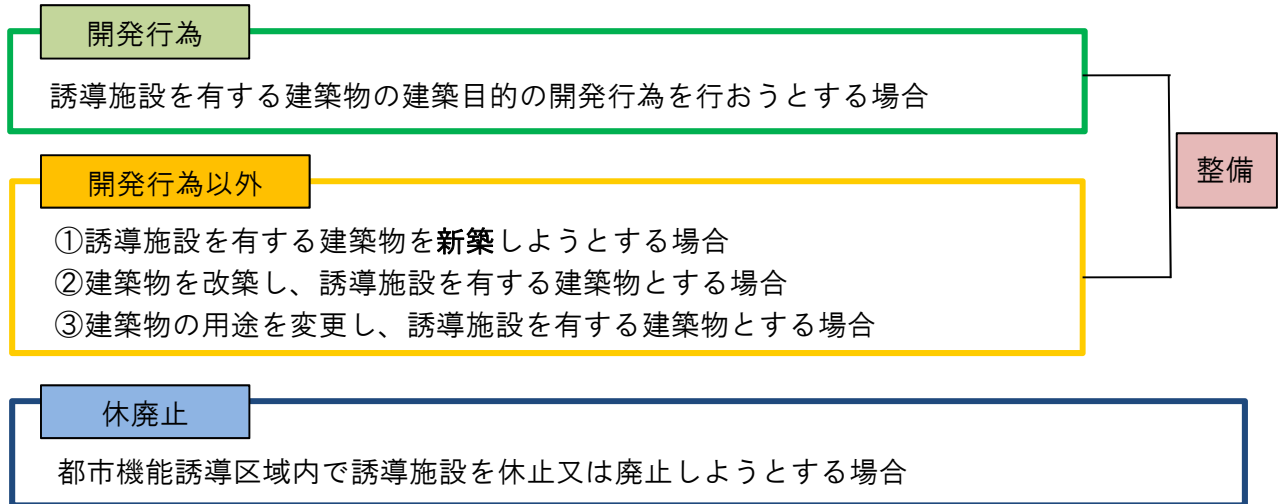 開発行為
誘導施設を有する建築物の建築目的の開発行為を行おうとする場合
整備
開発行為以外
①誘導施設を有する建築物を新築しようとする場合
②建築物を改築し、誘導施設を有する建築物とする場合
③建築物の用途を変更し、誘導施設を有する建築物とする場合
休廃止
都市機能誘導区域内で誘導施設を休止又は廃止しようとする場合